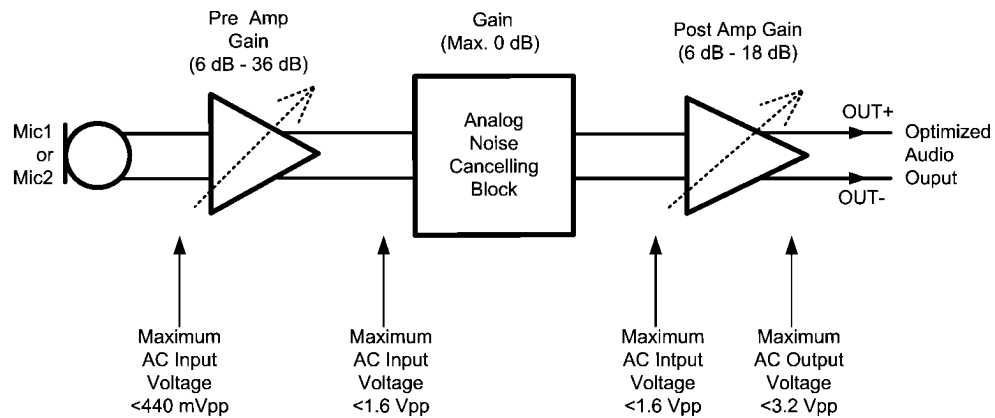 Pre Amp
Gain
(6 dB - 36 dB)
Gain
(Max. 0 dB)
Post Amp Gain
(6 dB - 18 dB)
Mic1
or
Mic2
Analog
Noise
Cancelling
Block
OUT+
OUT-
Optimized
Audio
Ouput
Maximum
AC Input
Voltage
<440 mVpp
Maximum
AC Input
Voltage
<1.6 Vpp
Maximum
AC Intput
Voltage
<1.6 Vpp
Maximum
AC Output
Voltage
<3.2 Vpp